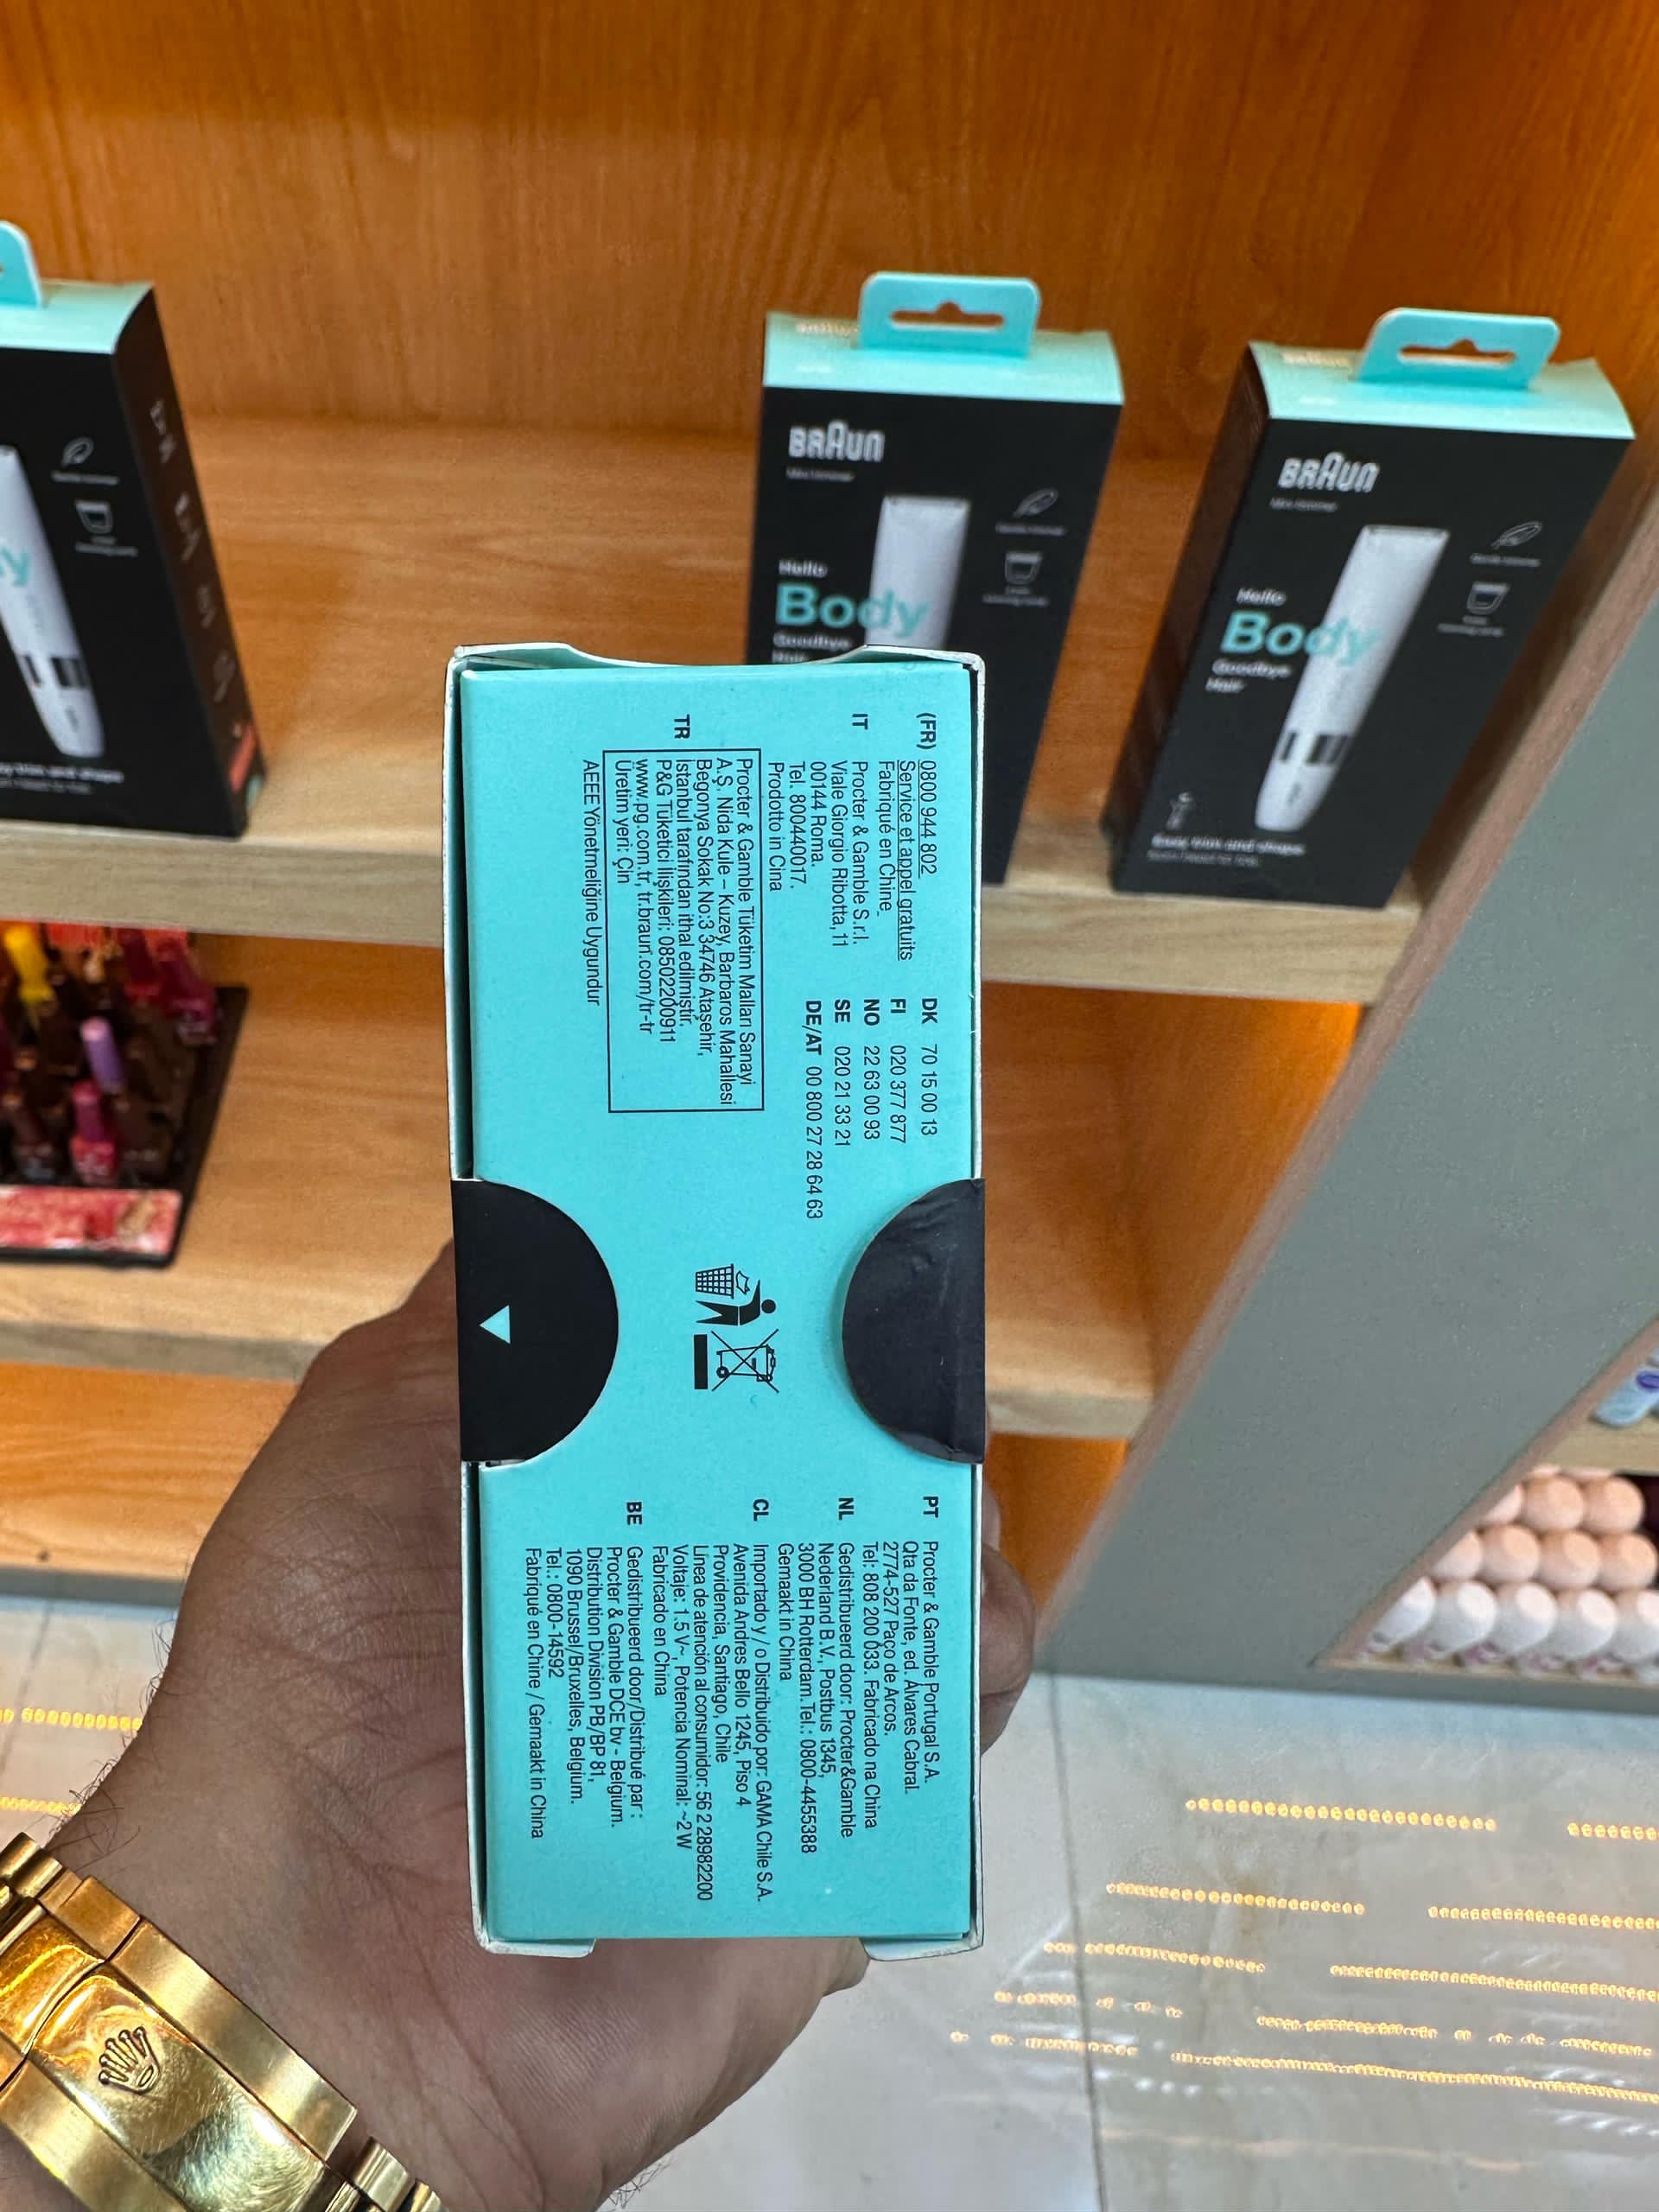 BRAUN
Hello
Body
Goodbye
Hair
BRAUN
Hello
Body
Goodbye
Hair
Easy trim and shape
(FR) 0800 944 802
Service et appel gratuits
Fabriqué en Chine
IT Procter & Gamble S.r.l.
Viale Giorgio Ribotta, 11
00144 Roma.
Tel. 800440017.
Prodotto in Cina
TR Procter & Gamble Tüketim Malları Sanayi
A.Ş. Nida Kule – Kuzey, Barbaros Mahallesi
Begonya Sokak No:3 34746 Ataşehir,
İstanbul tarafından ithal edilmiştir.
P&G Tüketici İlişkileri: 08502200911
www.pg.com.tr, tr.braun.com/tr-tr
Üretim yeri: Çin
AEEE Yönetmeliğine Uygundur
DK 70 15 00 13
FI 020 377 877
NO 22 63 00 93
SE 020 21 33 21
DE/AT 00 800 27 28 64 63
PT Procter & Gamble Portugal S.A.
Qta da Fonte, ed. Álvares Cabral.
2774-527 Paço de Arcos.
Tel: 808 200 033. Fabricado na China
NL Gedistribueerd door: Procter&Gamble
Nederland B.V., Postbus 1345,
3000 BH Rotterdam. Tel.: 0800-4455388
Gemaakt in China
CL Importado y / o Distribuido por: GAMA Chile S.A.
Avenida Andres Bello 1245, Piso 4
Providencia, Santiago, Chile
Línea de atención al consumidor: 56 2 28982200
Voltaje: 1.5 V~, Potencia Nominal: ~2 W
Fabricado en China
BE Gedistribueerd door/Distribué par :
Procter & Gamble DCE bv - Belgium.
Distribution Division PB/BP 81,
1090 Brussel/Bruxelles, Belgium.
Tel.: 0800-14592
Fabriqué en Chine / Gemaakt in China